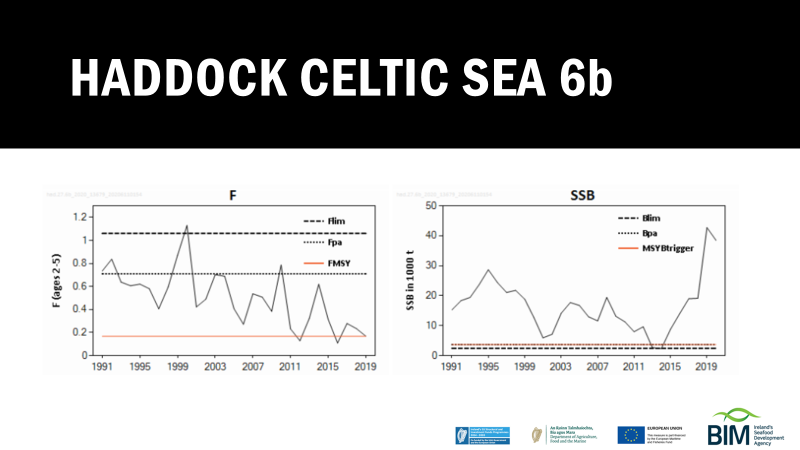 HADDOCK CELTIC SEA 6b
F
F (ages 2-5)
1.2
1
0.8
0.6
0.4
0.2
0
Flim
Fpa
FMSY
1991 1995 1999 2003 2007 2011 2015 2019
SSB
SSB in 1000 t
50
40
30
20
10
0
Blim
Bpa
MSYBtrigger
1991 1995 2003 2007 2011 2015 2019
An Roinn Talmhaíochta,
Bia agus Mara
Department of Agriculture,
Food and the Marine
EUROPEAN UNION
BIM
Ireland's
Seafood
Development
Agency